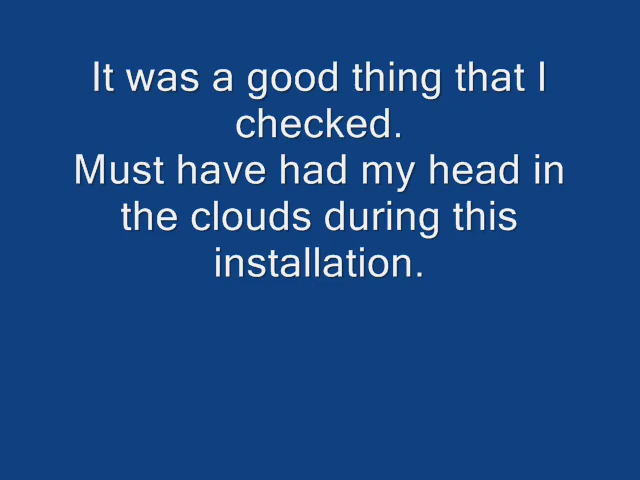 It was a good thing that I
checked.
Must have had my head in
the clouds during this
installation.